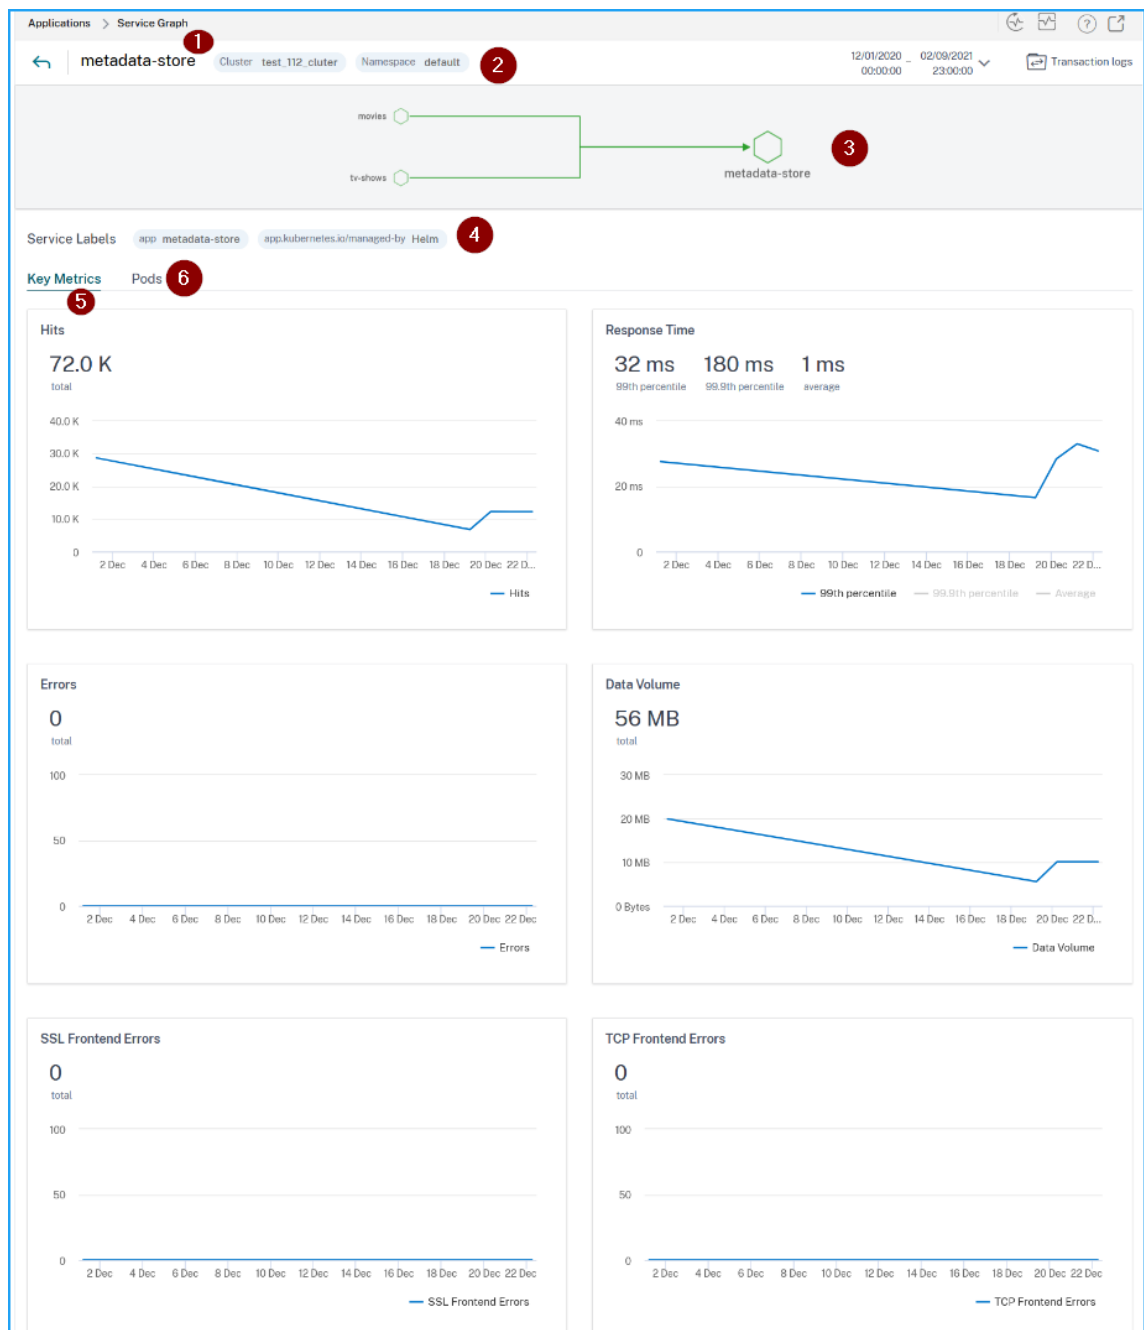 Applications > Service Graph
1
metadata-store Cluster test_112_cluter Namespace default 2
12/01/2020 00:00:00 – 02/09/2021 23:00:00
Transaction logs
movies
tv-shows
metadata-store
3
Service Labels app metadata-store app.kubernetes.io/managed-by Helm 4
Key Metrics Pods 6
5
Hits
72.0 K
total
40.0 K
30.0 K
20.0 K
10.0 K
0
2 Dec 4 Dec 6 Dec 8 Dec 10 Dec 12 Dec 14 Dec 16 Dec 18 Dec 20 Dec 22 D...
Hits
Response Time
32 ms 180 ms 1 ms
99th percentile 99.9th percentile average
40 ms
20 ms
0
2 Dec 4 Dec 6 Dec 8 Dec 10 Dec 12 Dec 14 Dec 16 Dec 18 Dec 20 Dec 22 D...
99th percentile 99.9th percentile Average
Errors
0
total
100
50
0
2 Dec 4 Dec 6 Dec 8 Dec 10 Dec 12 Dec 14 Dec 16 Dec 18 Dec 20 Dec 22 Dec
Errors
Data Volume
56 MB
total
30 MB
20 MB
10 MB
0 Bytes
2 Dec 4 Dec 6 Dec 8 Dec 10 Dec 12 Dec 14 Dec 16 Dec 18 Dec 20 Dec 22 D...
Data Volume
SSL Frontend Errors
0
total
100
50
0
2 Dec 4 Dec 6 Dec 8 Dec 10 Dec 12 Dec 14 Dec 16 Dec 18 Dec 20 Dec 22 Dec
SSL Frontend Errors
TCP Frontend Errors
0
total
100
50
0
2 Dec 4 Dec 6 Dec 8 Dec 10 Dec 12 Dec 14 Dec 16 Dec 18 Dec 20 Dec 22 Dec
TCP Frontend Errors